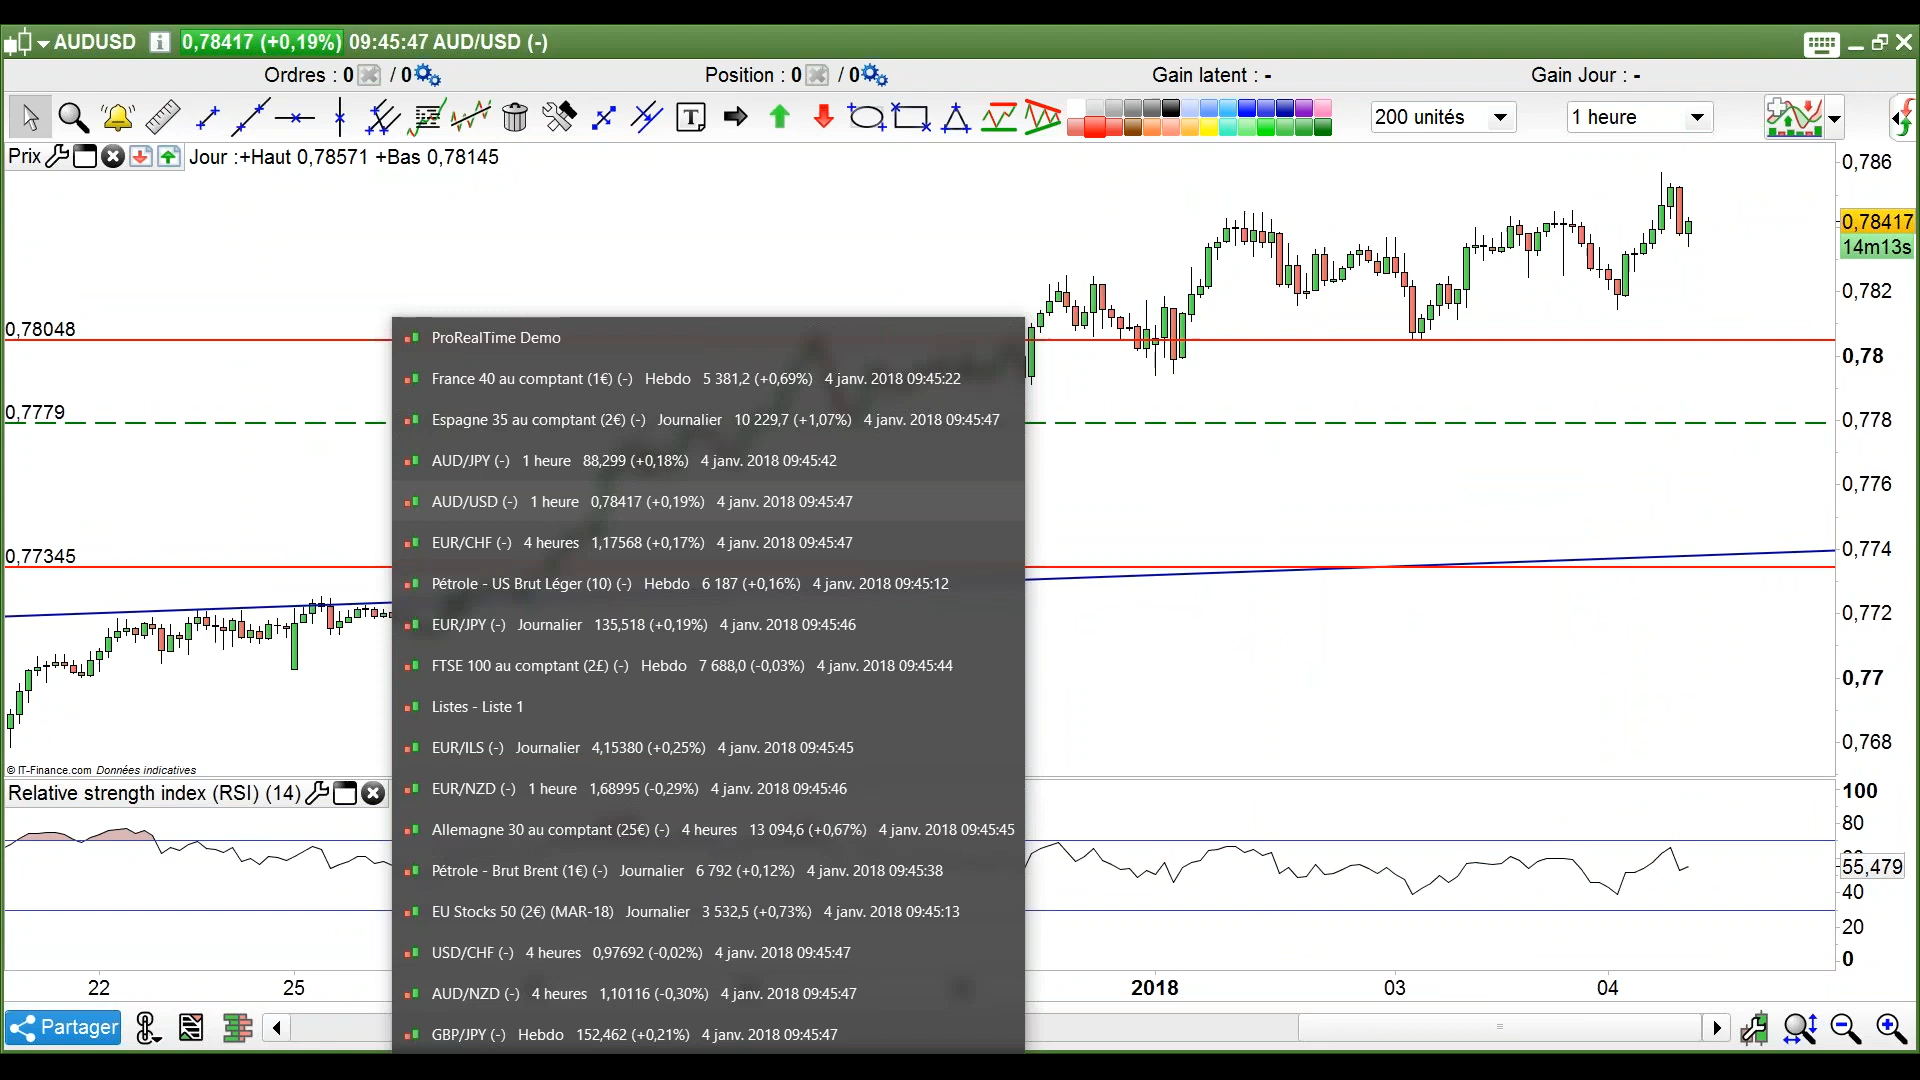 AUDUSD 0,78417 (+0,19%) 09:45:47 AUD/USD (-)
Ordres : 0 / 0 Position : 0 / 0 Gain latent : - Gain Jour : -
200 unités 1 heure
Prix Jour :+Haut 0,78571 +Bas 0,78145
0,786
0,78417
14m13s
0,782
0,78048
0,78
0,7779
0,778
0,776
0,77345
0,774
0,772
0,77
0,768
ProRealTime Demo
France 40 au comptant (1€) (-) Hebdo 5 381,2 (+0,69%) 4 janv. 2018 09:45:22
Espagne 35 au comptant (2€) (-) Journalier 10 229,7 (+1,07%) 4 janv. 2018 09:45:47
AUD/JPY (-) 1 heure 88,299 (+0,18%) 4 janv. 2018 09:45:42
AUD/USD (-) 1 heure 0,78417 (+0,19%) 4 janv. 2018 09:45:47
EUR/CHF (-) 4 heures 1,17568 (+0,17%) 4 janv. 2018 09:45:47
Pétrole - US Brut Léger (10) (-) Hebdo 6 187 (+0,16%) 4 janv. 2018 09:45:12
EUR/JPY (-) Journalier 135,518 (+0,19%) 4 janv. 2018 09:45:46
FTSE 100 au comptant (2£) (-) Hebdo 7 688,0 (-0,03%) 4 janv. 2018 09:45:44
Listes - Liste 1
EUR/ILS (-) Journalier 4,15380 (+0,25%) 4 janv. 2018 09:45:45
EUR/NZD (-) 1 heure 1,68995 (-0,29%) 4 janv. 2018 09:45:46
Allemagne 30 au comptant (25€) (-) 4 heures 13 094,6 (+0,67%) 4 janv. 2018 09:45:45
Pétrole - Brut Brent (1€) (-) Journalier 6 792 (+0,12%) 4 janv. 2018 09:45:38
EU Stocks 50 (2€) (MAR-18) Journalier 3 532,5 (+0,73%) 4 janv. 2018 09:45:13
USD/CHF (-) 4 heures 0,97692 (-0,02%) 4 janv. 2018 09:45:47
AUD/NZD (-) 4 heures 1,10116 (-0,30%) 4 janv. 2018 09:45:47
GBP/JPY (-) Hebdo 152,462 (+0,21%) 4 janv. 2018 09:45:47
© IT-Finance.com Données indicatives
Relative strength index (RSI) (14)
100
80
55,479
40
20
0
22 25 2018 03 04
Partager